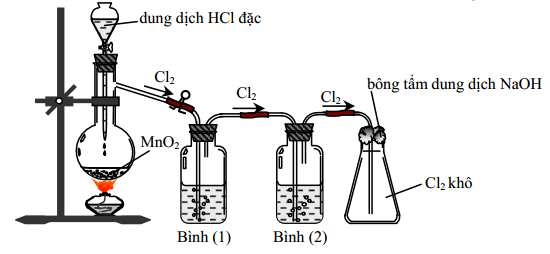 dung dịch HCl đặc
Cl₂
Cl₂
Cl₂
bông tẩm dung dịch NaOH
MnO₂
Cl₂ khô
Bình (1)
Bình (2)